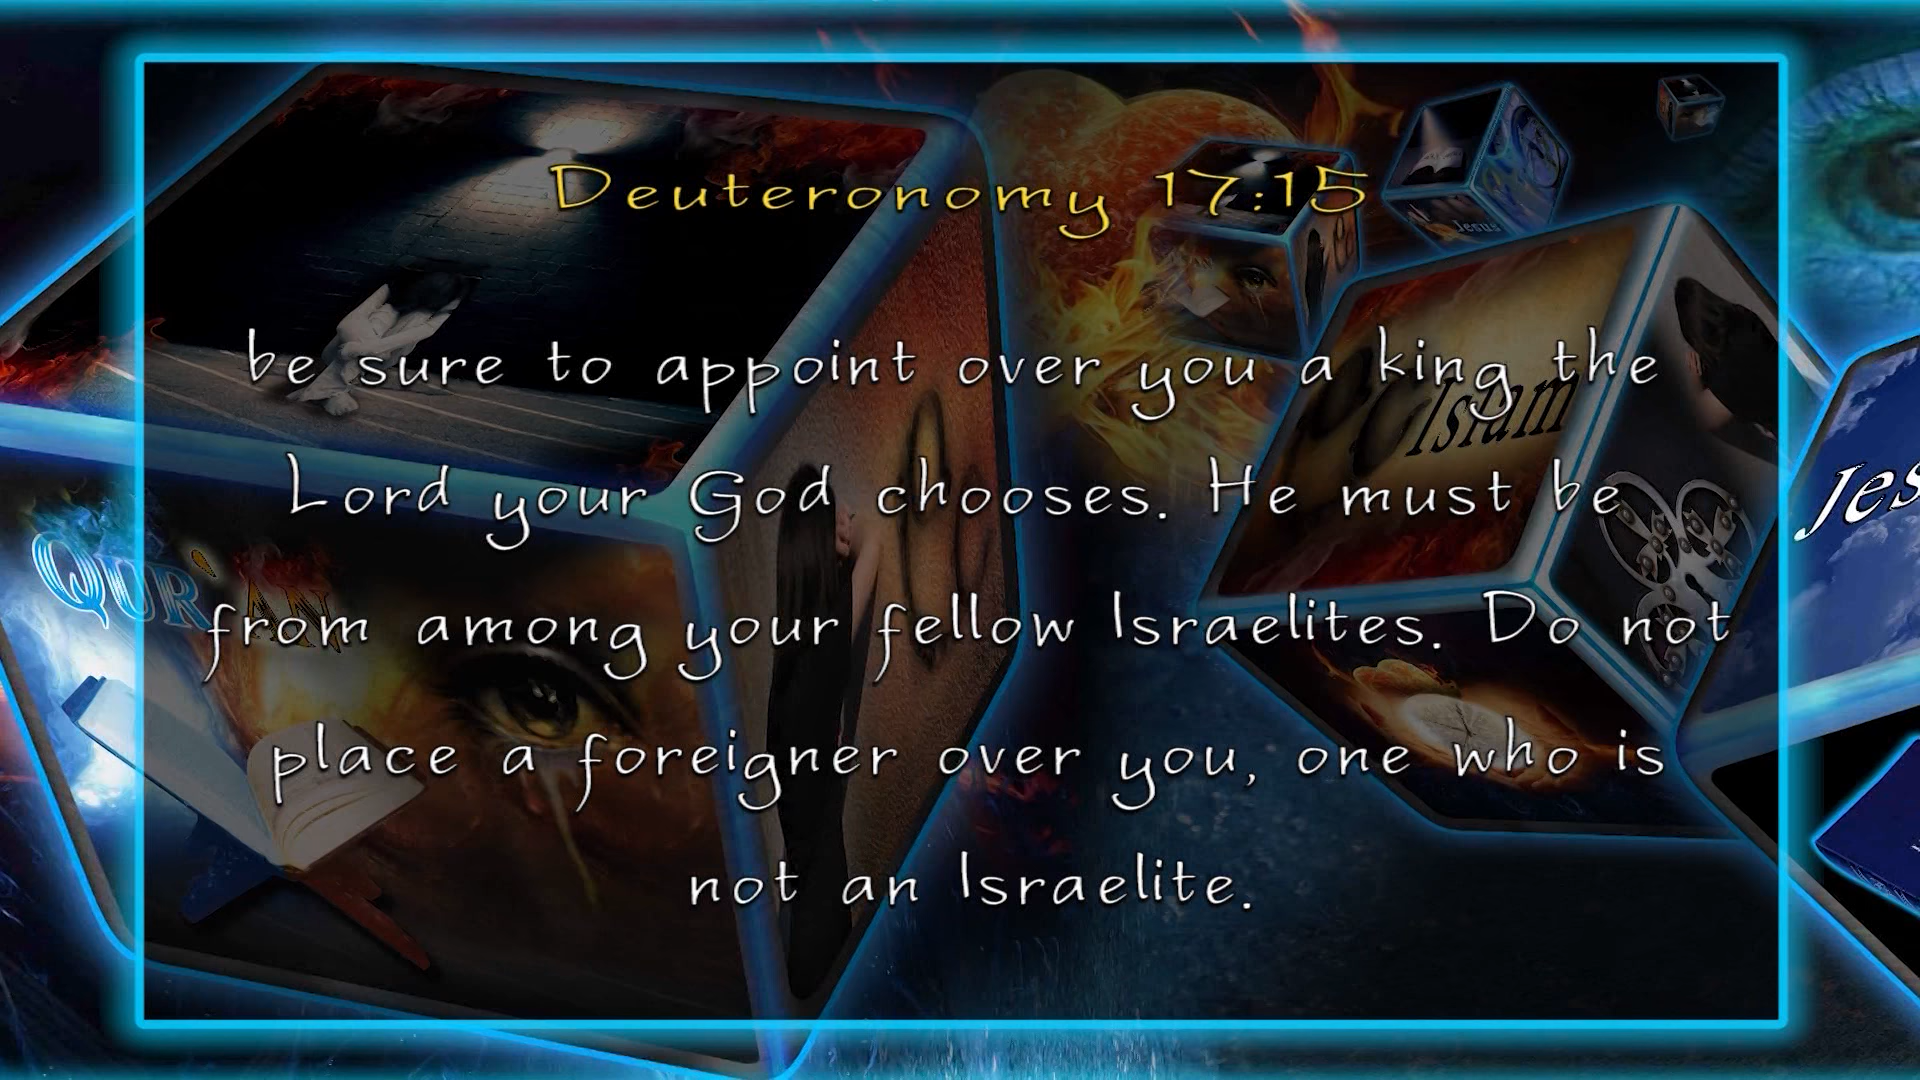 Deuteronomy 17:15
be sure to appoint over you a king the
Lord your God chooses. He must be
from among your fellow Israelites. Do not
place a foreigner over you, one who is
not an Israelite.
Jesus
Islam
Jes
QUR'AN